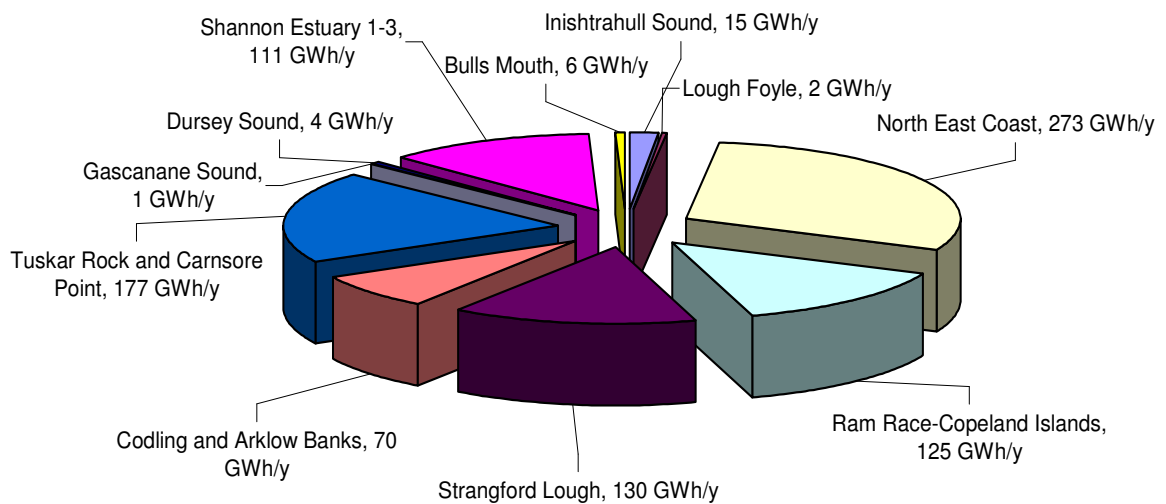 Shannon Estuary 1-3,
111 GWh/y
Inishtrahull Sound, 15 GWh/y
Bulls Mouth, 6 GWh/y
Lough Foyle, 2 GWh/y
Dursey Sound, 4 GWh/y
North East Coast, 273 GWh/y
Gascanane Sound,
1 GWh/y
Tuskar Rock and Carnsore
Point, 177 GWh/y
Ram Race-Copeland Islands,
125 GWh/y
Codling and Arklow Banks, 70
GWh/y
Strangford Lough, 130 GWh/y